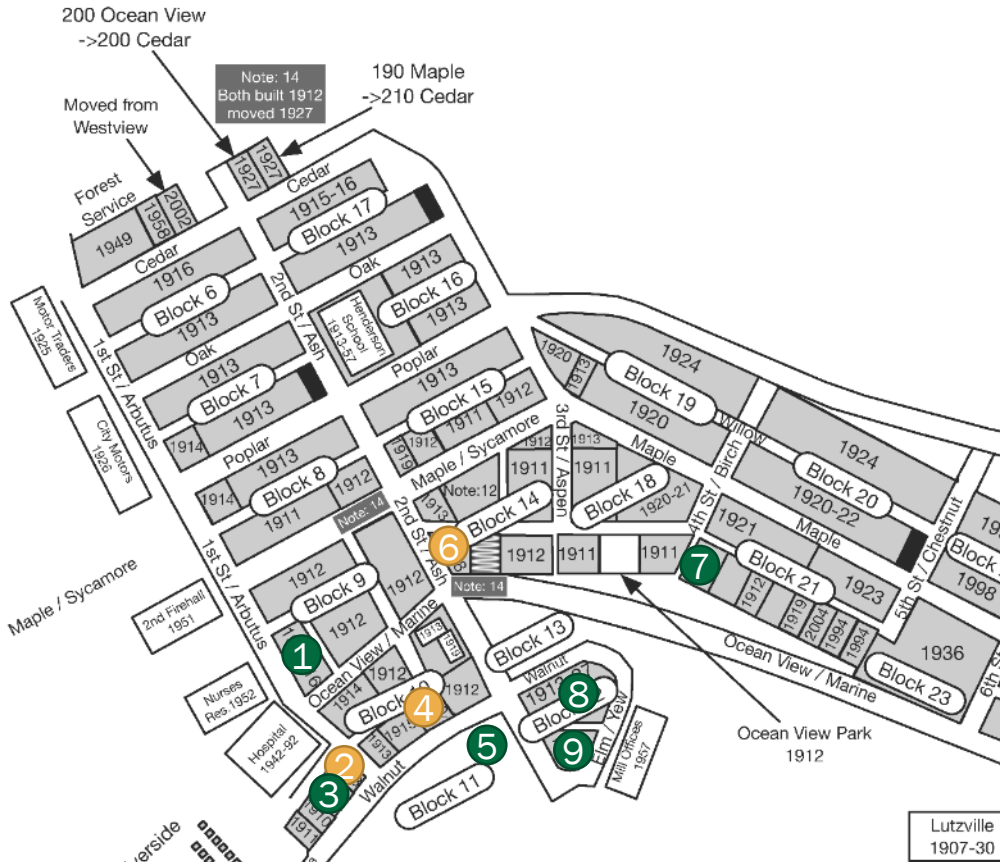 200 Ocean View
->200 Cedar
Note: 14
Both built 1912
moved 1927
190 Maple
->210 Cedar
Moved from
Westview
1927
1927
Cedar
Forest
Service
1949
1958
2002
Cedar
1915-16
Block 17
1913
Oak
1916
Block 6
1913
Oak
2nd St / Ash
1913
Block 16
1913
Henderson
School
1913-57
Poplar
Motor Traders
1925
1st St / Arbutus
1913
Block 7
1913
1914
Poplar
1913
Block 15
1911
1912
1919
1912
Maple / Sycamore
1920
1913
1924
Block 19
1920
Willow
1924
Block 20
1920-22
Maple
City Motors
1926
1913
1914
Block 8
1912
1911
Note: 14
3rd St / Aspen
1912
1911
1913
1911
Maple
Block 18
1920-21
1913
Note:12
Block 14
2nd St / Ash
6
1912
1911
1911
Note: 14
4th St / Birch
7
1921
Block 21
1912
1919
2004
1994
1994
1923
5th St / Chestnut
1998
1936
Block 23
Ocean View / Marine
Ocean View Park
1912
Maple / Sycamore
2nd Firehall
1951
1st St / Arbutus
1912
Block 9
1912
1912
1
Ocean View / Marine
1913
1919
1912
1914
1912
4
1913
Block 13
Walnut
8
9
Elm / Yew
Mill Offices
1957
Nurses
Res.1952
Hospital
1942-92
2
3
1910
1911
Walnut
5
Block 11
Lutzville
1907-30